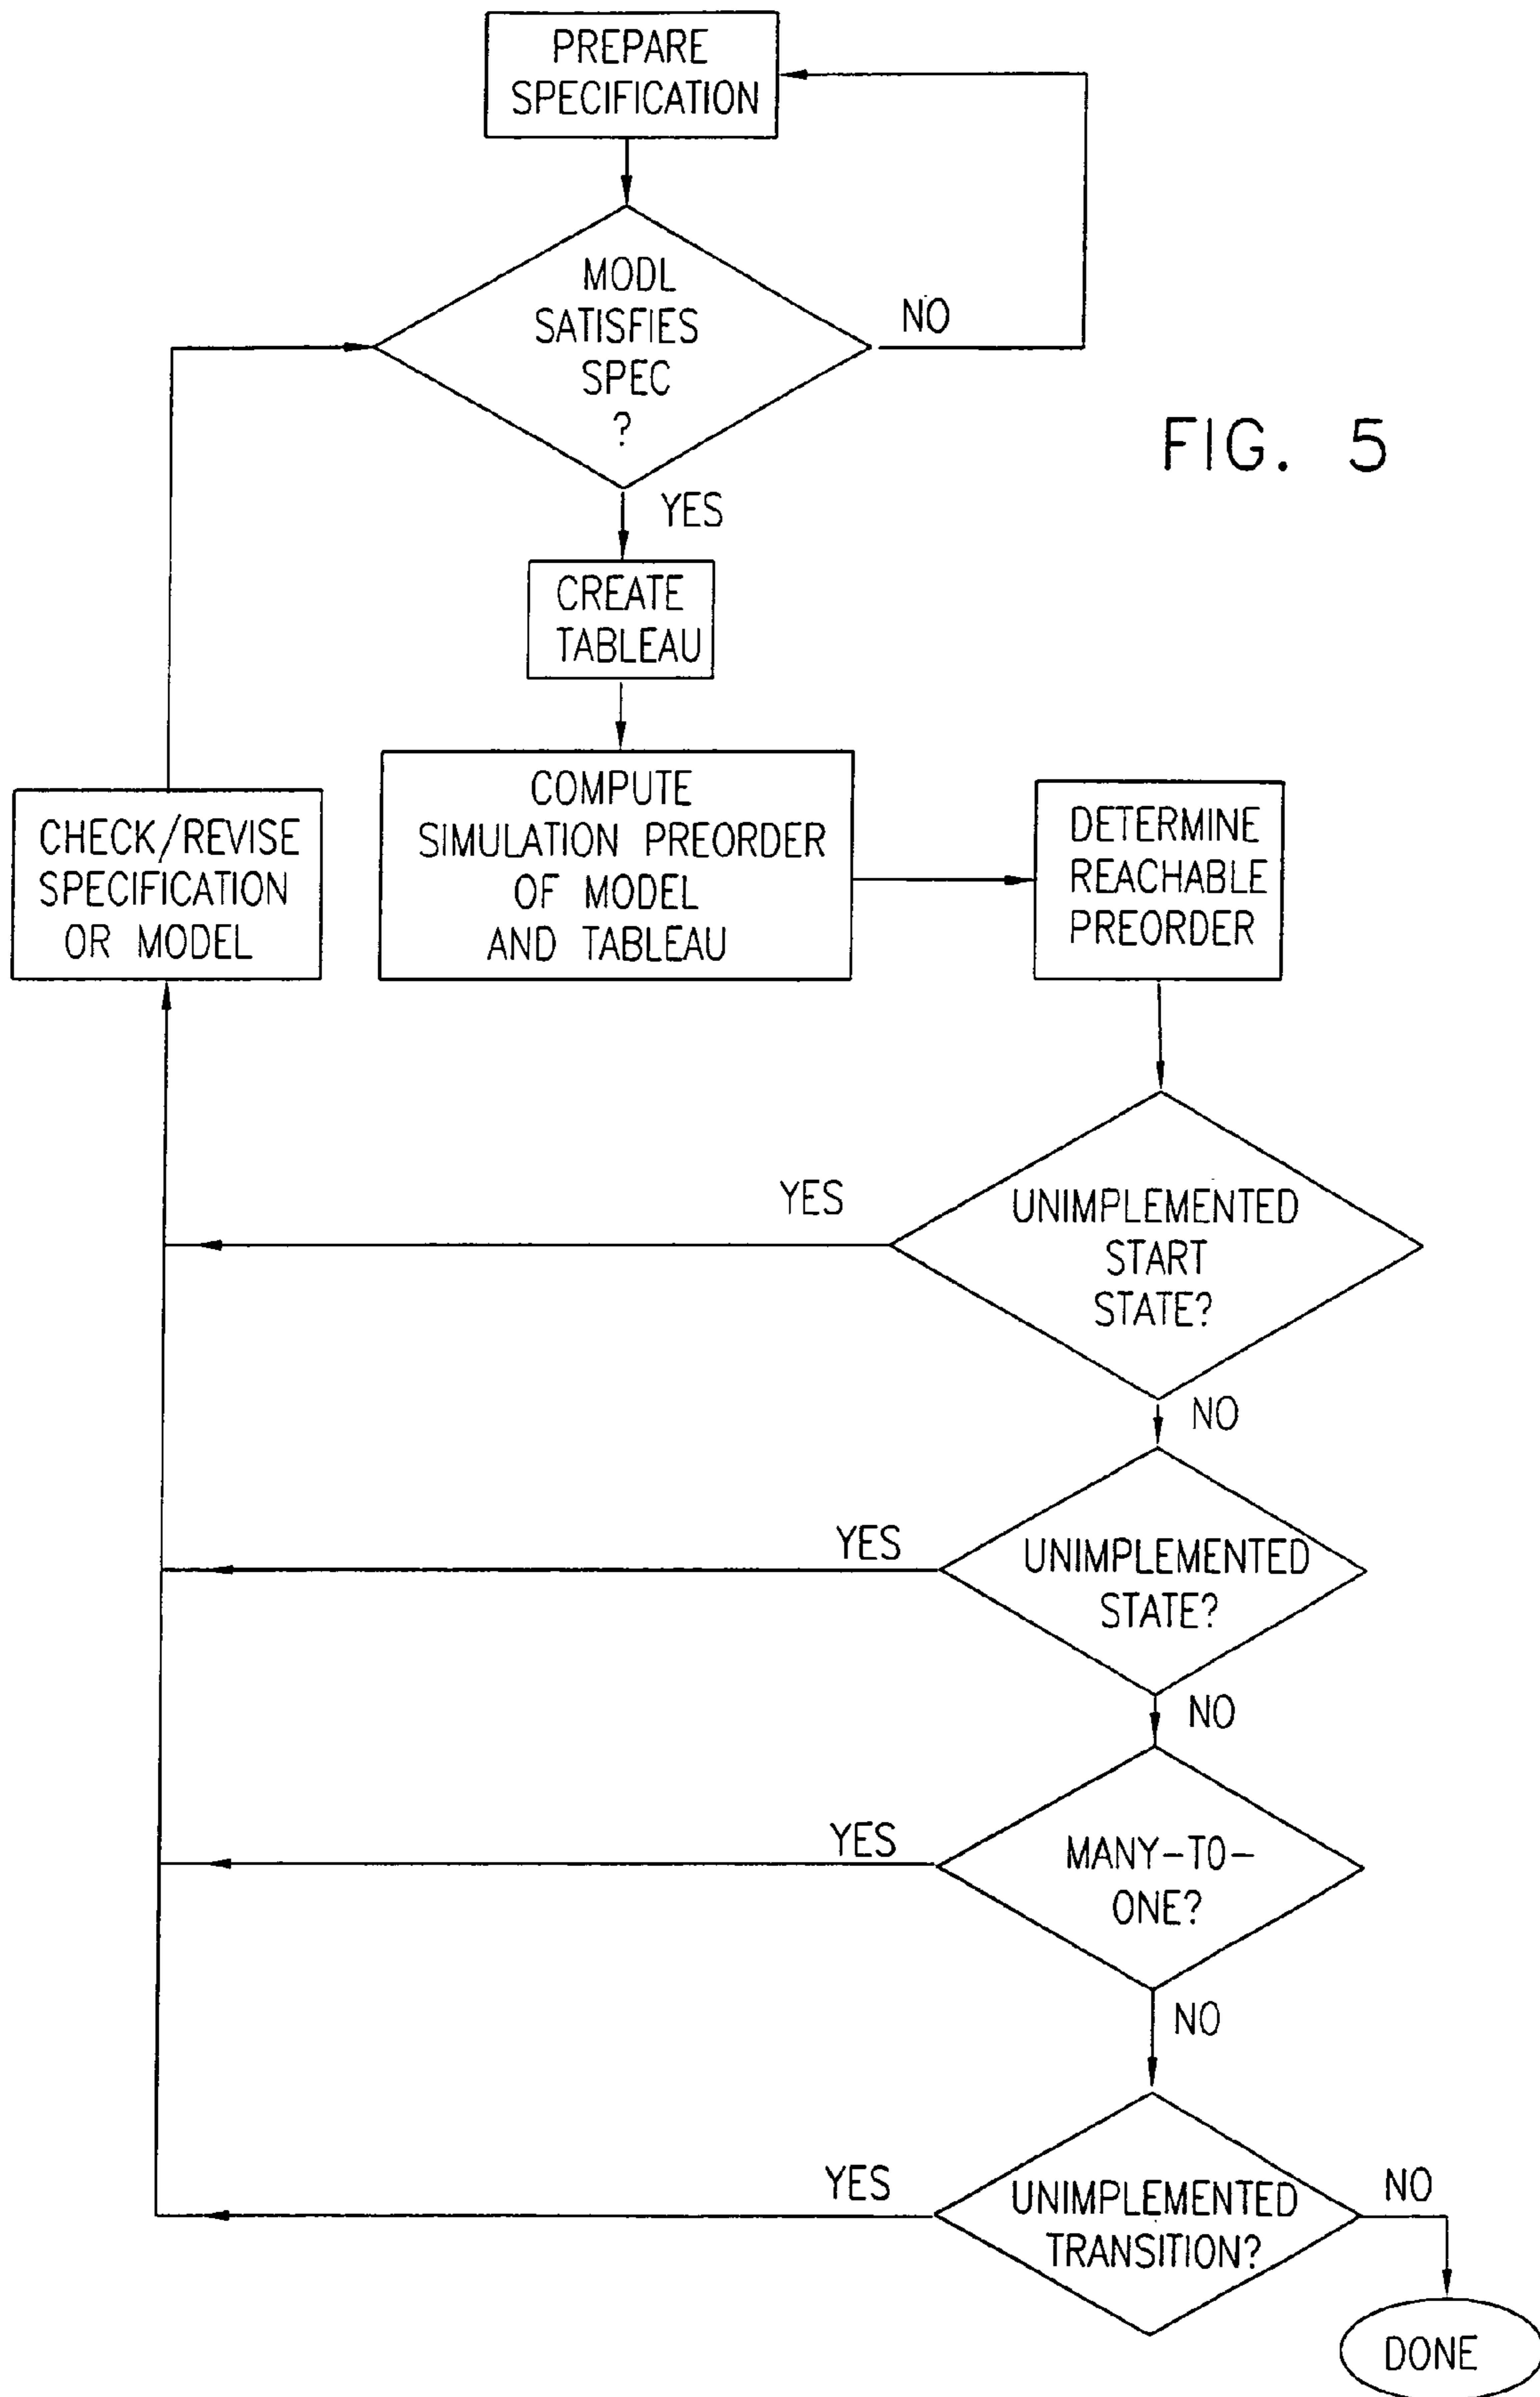 PREPARE
SPECIFICATION
MODL
SATISFIES
SPEC
?
NO
FIG. 5
YES
CREATE
TABLEAU
COMPUTE
SIMULATION PREORDER
OF MODEL
AND TABLEAU
DETERMINE
REACHABLE
PREORDER
CHECK/REVISE
SPECIFICATION
OR MODEL
YES
UNIMPLEMENTED
START
STATE?
NO
YES
UNIMPLEMENTED
STATE?
NO
YES
MANY-TO-
ONE?
NO
YES
UNIMPLEMENTED
TRANSITION?
NO
DONE